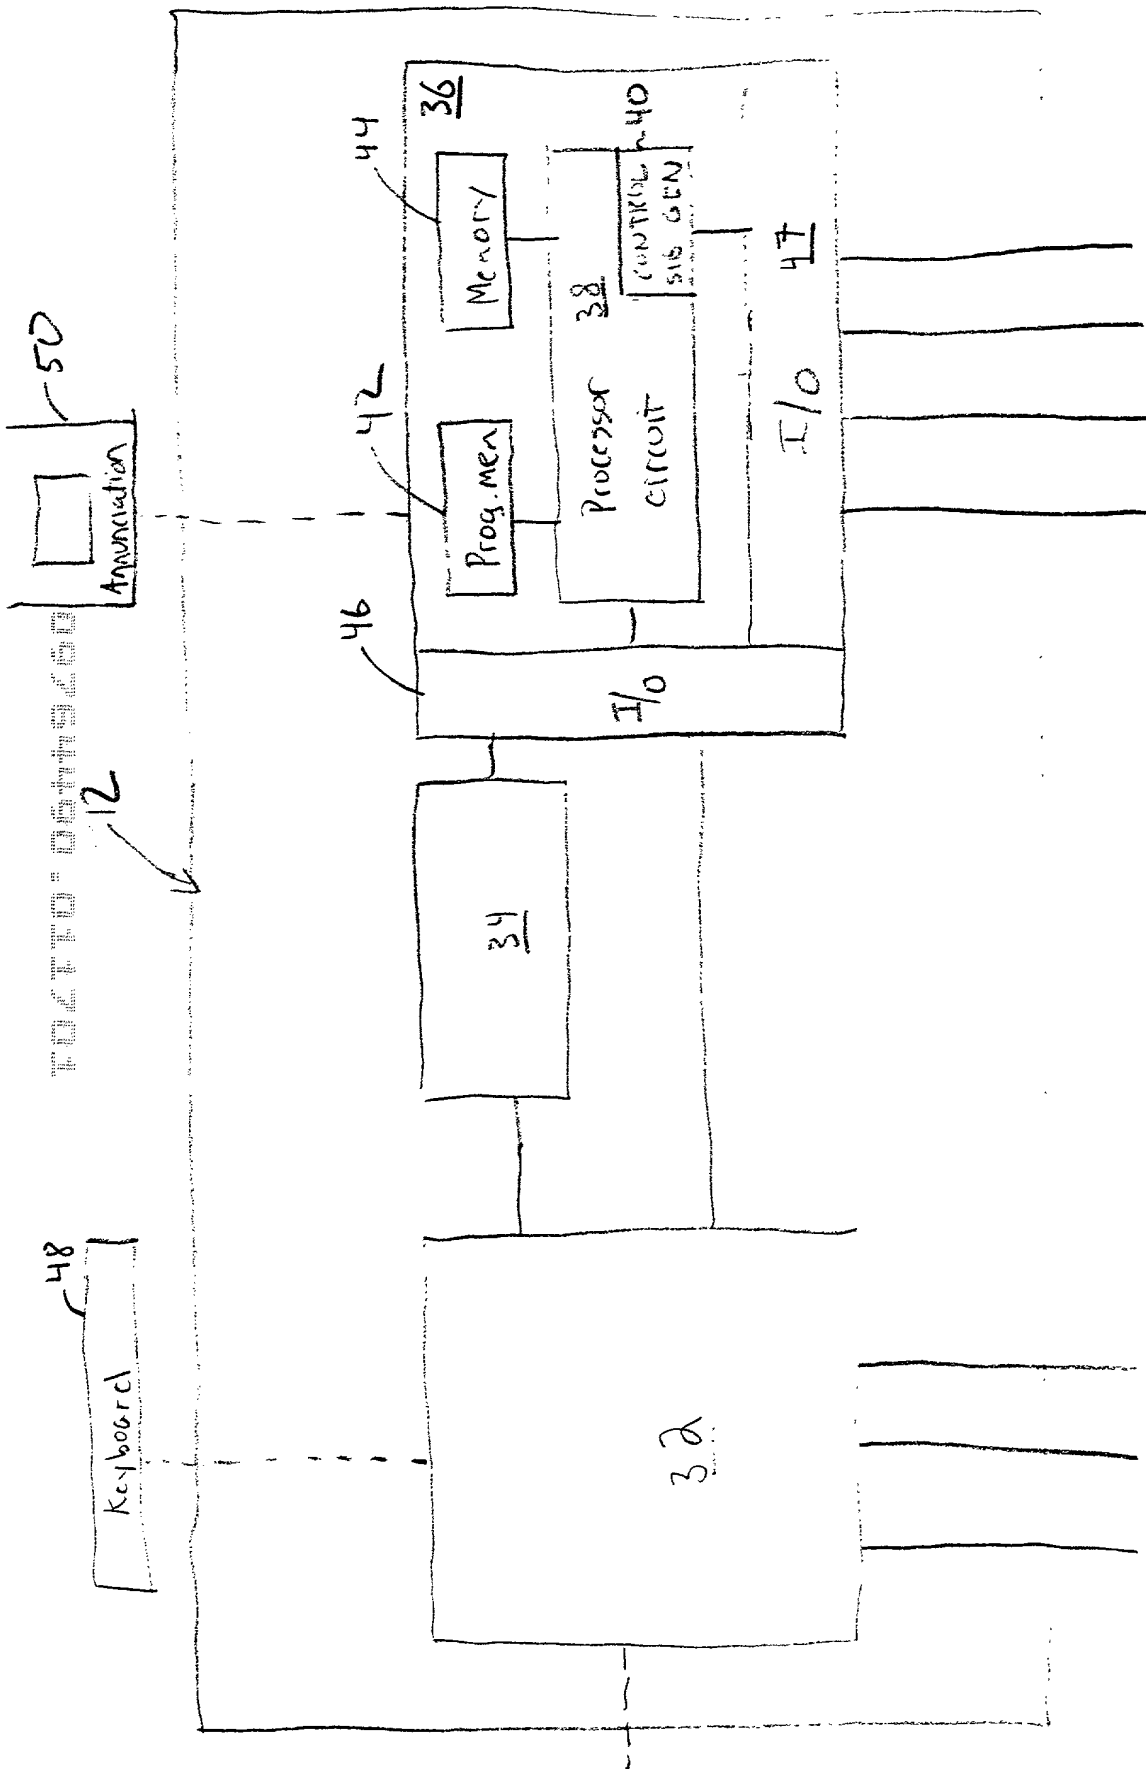 48
Keyboard
12
50
Annunciation
32
34
46
I/O
42
Prog. Mem
44
Memory
36
38
Processor
circuit
CONTROL
SIG GEN
40
I/O
47